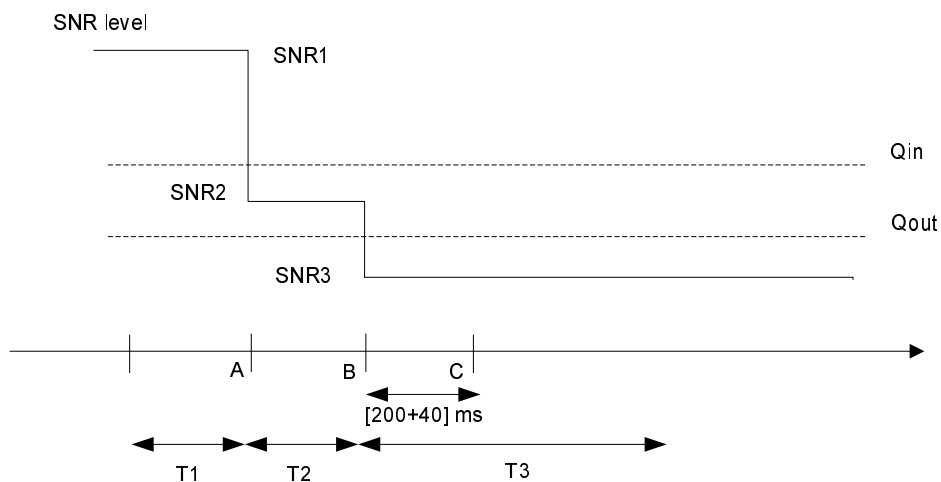 SNR level
SNR1
Qin
SNR2
Qout
SNR3
A
B
C
[200+40] ms
T1
T2
T3